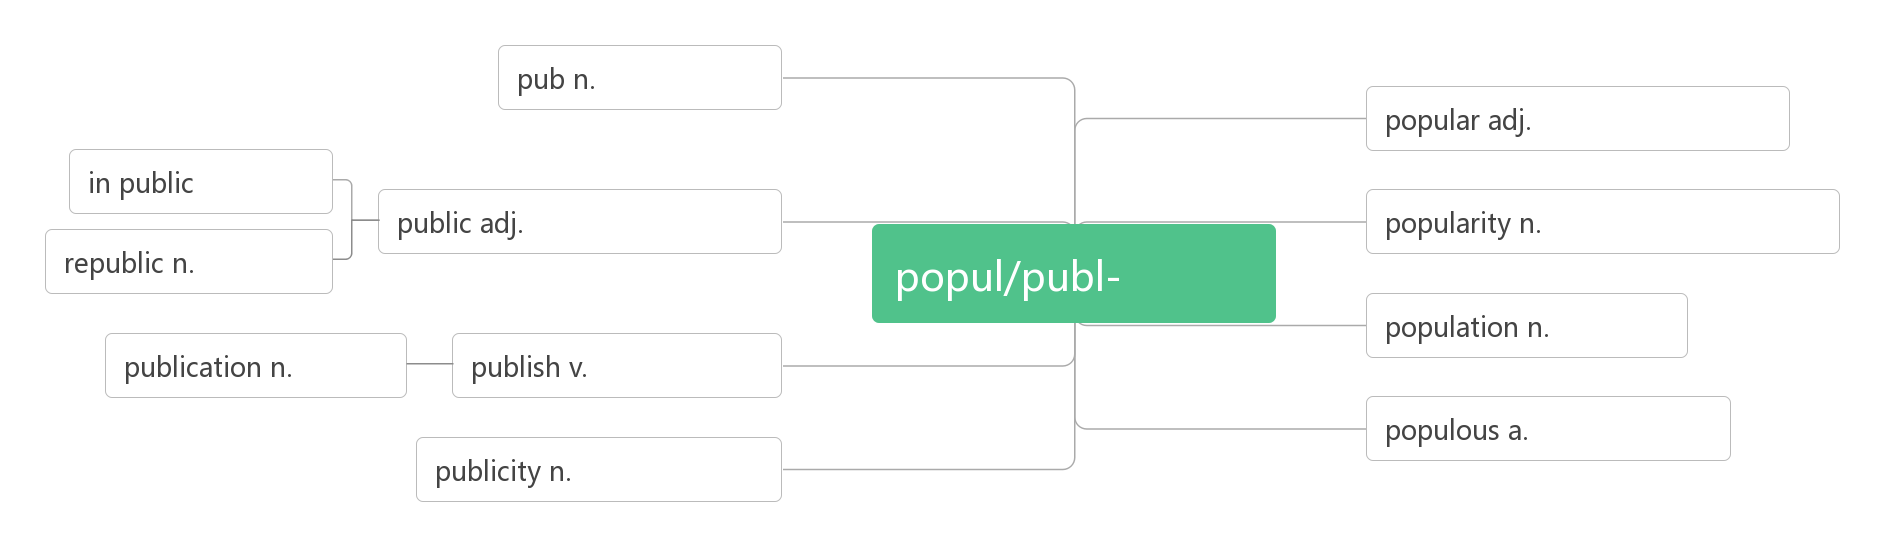 pub n.
in public
republic n.
public adj.
publication n.
publish v.
publicity n.
popul/publ-
popular adj.
popularity n.
population n.
populous a.